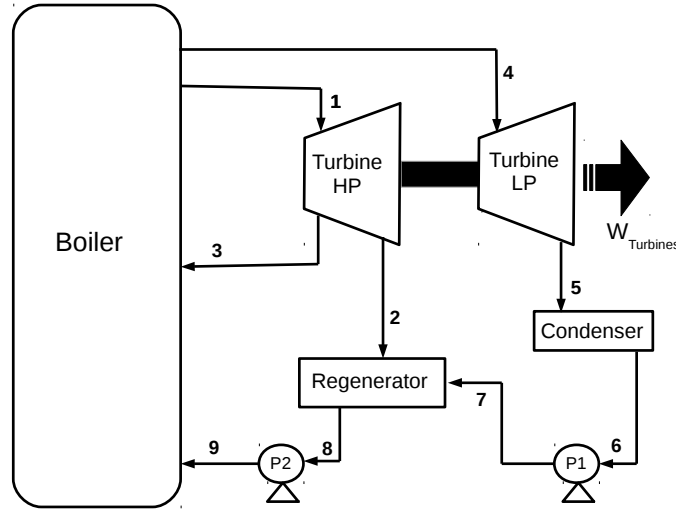 4
1
Turbine
HP
Turbine
LP
Boiler
W Turbines
3
5
2
Condenser
Regenerator
7
9
P2
8
P1
6